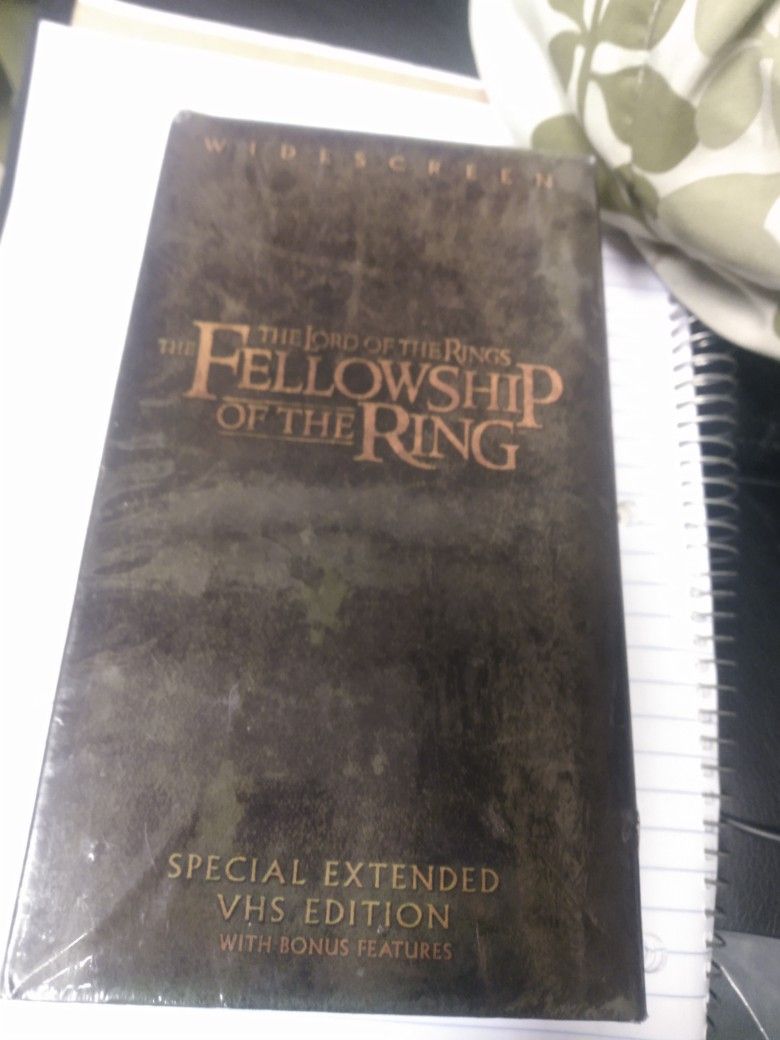 WIDESCREEN
THE LORD OF THE RINGS
THE FELLOWSHIP
OF THE RING
SPECIAL EXTENDED
VHS EDITION
WITH BONUS FEATURES